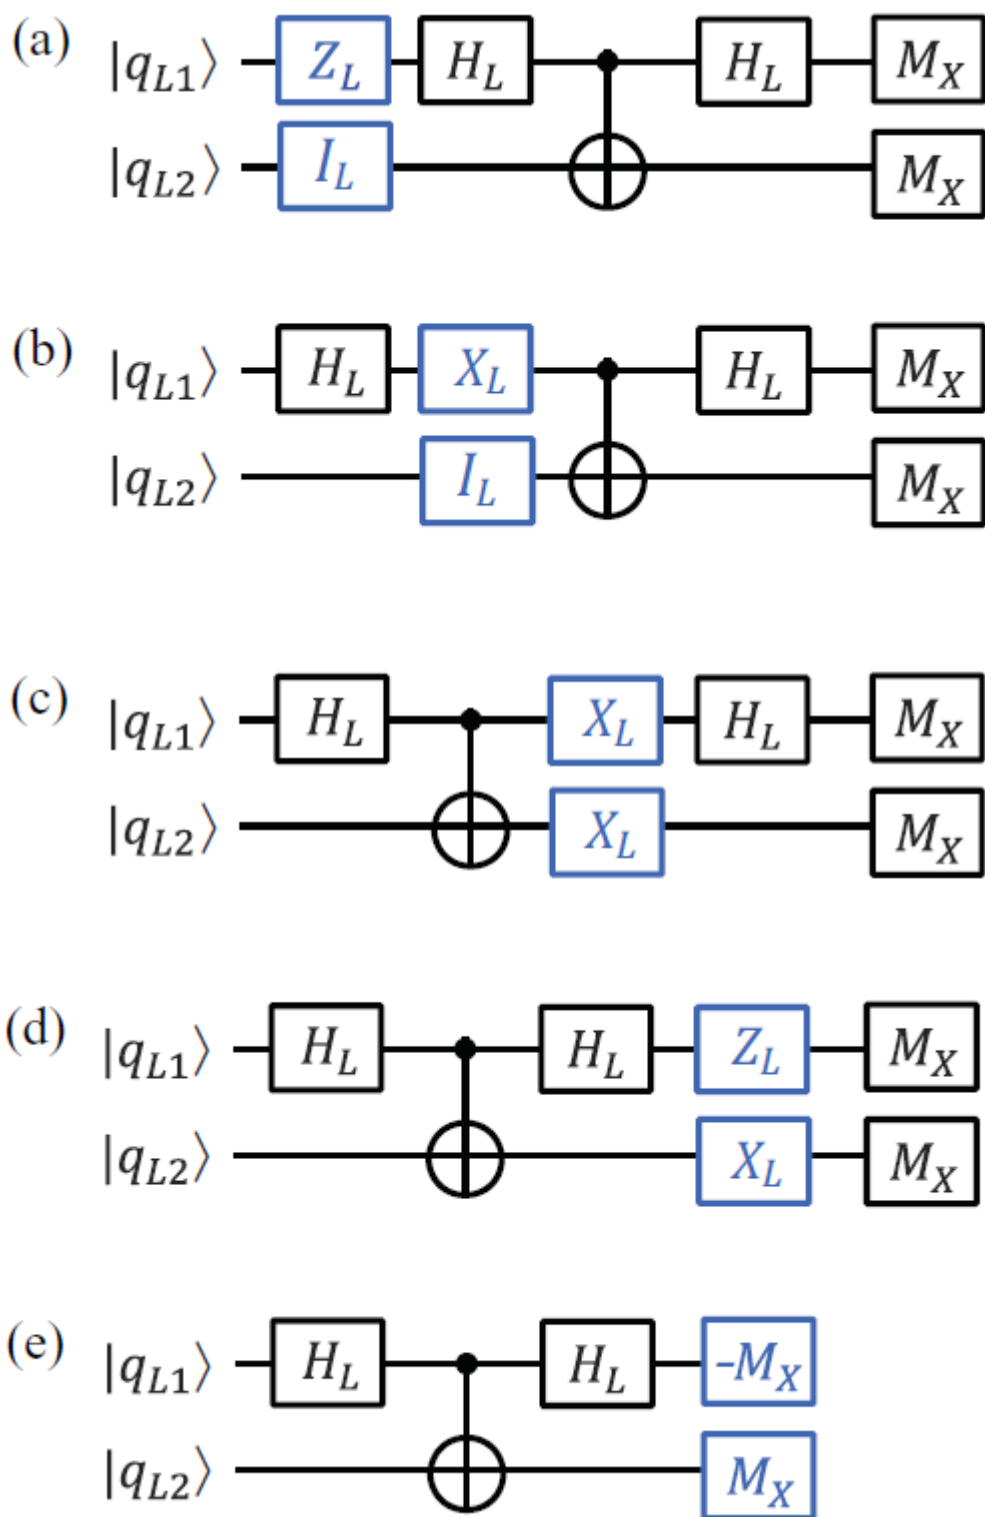 (a) |q_{L1}⟩ Z_L H_L H_L M_X
|q_{L2}⟩ I_L M_X
(b) |q_{L1}⟩ H_L X_L H_L M_X
|q_{L2}⟩ I_L M_X
(c) |q_{L1}⟩ H_L X_L H_L M_X
|q_{L2}⟩ X_L M_X
(d) |q_{L1}⟩ H_L H_L Z_L M_X
|q_{L2}⟩ X_L M_X
(e) |q_{L1}⟩ H_L H_L -M_X
|q_{L2}⟩ M_X